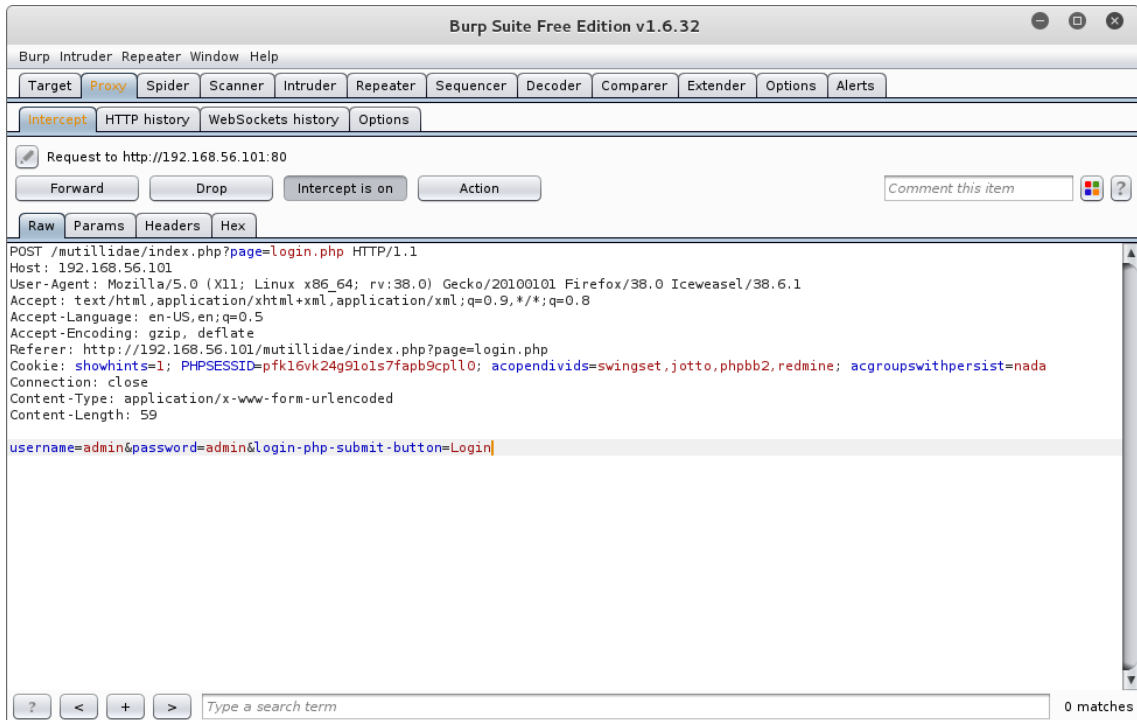 Burp Suite Free Edition v1.6.32
Burp Intruder Repeater Window Help
Target Proxy Spider Scanner Intruder Repeater Sequencer Decoder Comparer Extender Options Alerts
Intercept HTTP history WebSockets history Options
Request to http://192.168.56.101:80
Forward Drop Intercept is on Action Comment this item ?
Raw Params Headers Hex
POST /mutillidae/index.php?page=login.php HTTP/1.1
Host: 192.168.56.101
User-Agent: Mozilla/5.0 (X11; Linux x86_64; rv:38.0) Gecko/20100101 Firefox/38.0 Iceweasel/38.6.1
Accept: text/html,application/xhtml+xml,application/xml;q=0.9,*/*;q=0.8
Accept-Language: en-US,en;q=0.5
Accept-Encoding: gzip, deflate
Referer: http://192.168.56.101/mutillidae/index.php?page=login.php
Cookie: showhints=1; PHPSESSID=pfk16vk24g91o1s7fapb9cpll0; acopendivids=swingset,jotto,phpbb2,redmine; acgroupswithpersist=nada
Connection: close
Content-Type: application/x-www-form-urlencoded
Content-Length: 59
username=admin&password=admin&login-php-submit-button=Login
? < + > Type a search term 0 matches